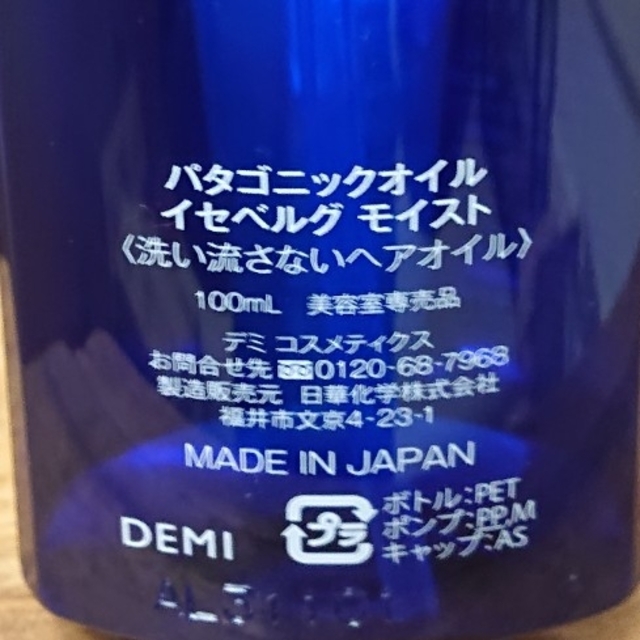 パタゴニックオイル
イセベルグ モイスト
〈洗い流さないヘアオイル〉
100mL 美容室専売品
デミ コスメティクス
お問合せ先 0120-68-7968
製造販売元 日華化学株式会社
福井市文京4-23-1
MADE IN JAPAN
DEMI
プラ
ボトル:PET
ポンプ:PP,M
キャップ:AS